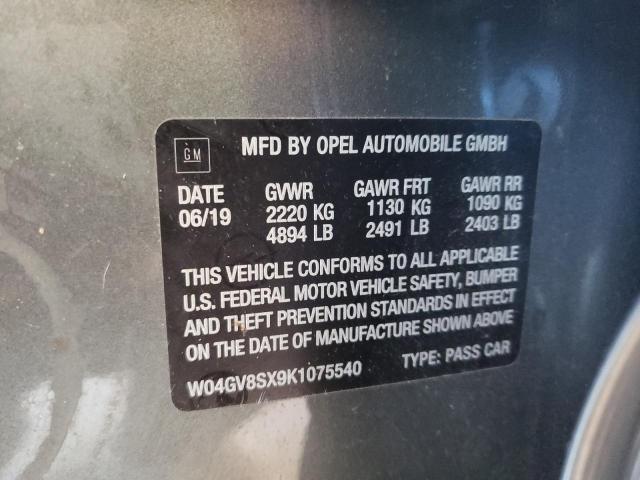 GM
MFD BY OPEL AUTOMOBILE GMBH
DATE GVWR GAWR FRT GAWR RR
06/19 2220 KG 1130 KG 1090 KG
4894 LB 2491 LB 2403 LB
THIS VEHICLE CONFORMS TO ALL APPLICABLE
U.S. FEDERAL MOTOR VEHICLE SAFETY, BUMPER
AND THEFT PREVENTION STANDARDS IN EFFECT
ON THE DATE OF MANUFACTURE SHOWN ABOVE
W04GV8SX9K1075540 TYPE: PASS CAR